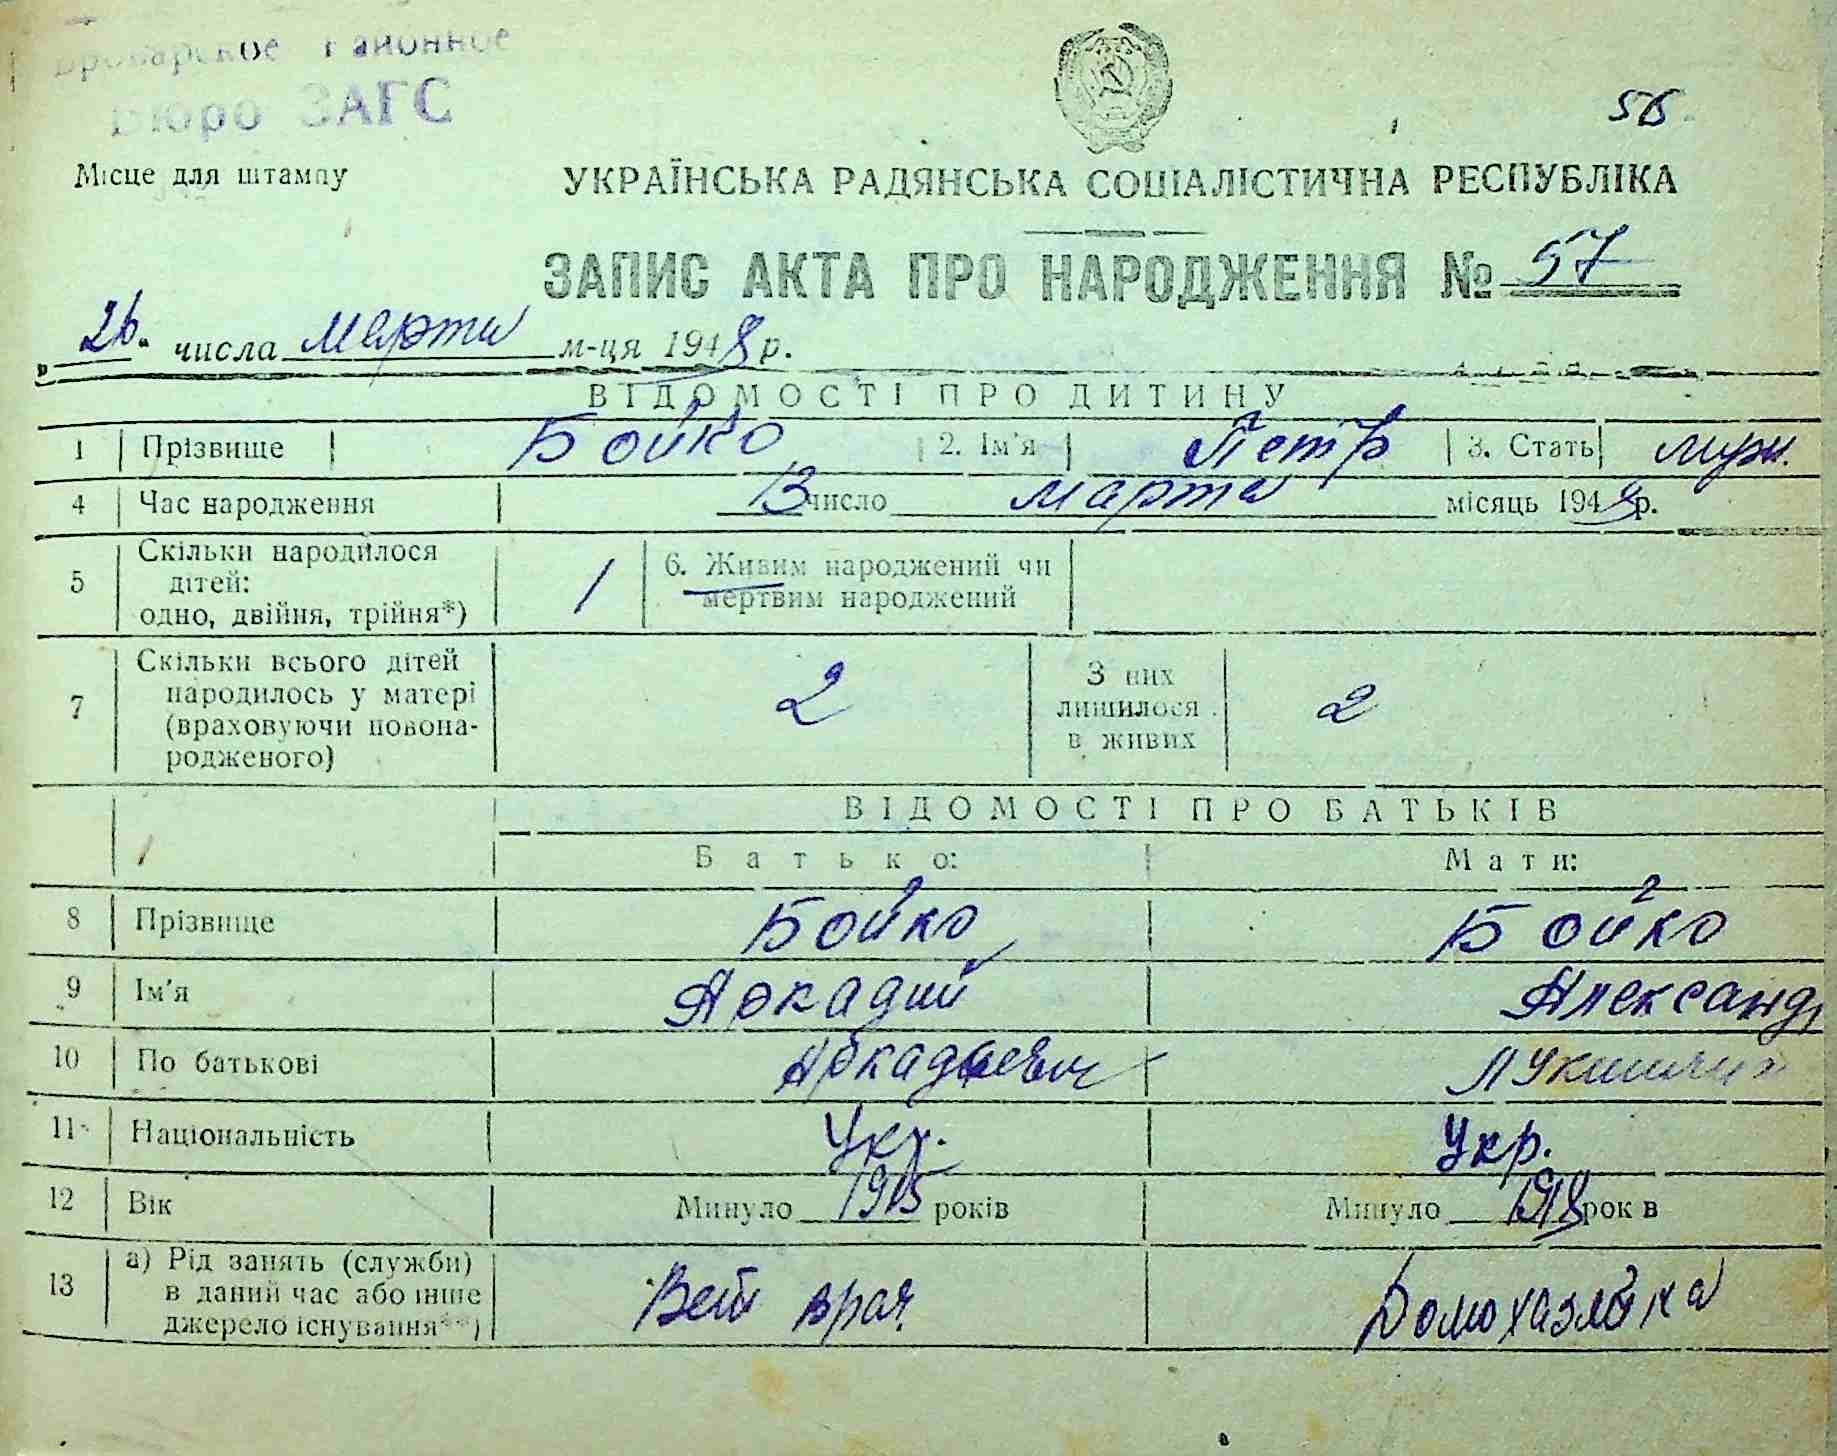 Броварское Районное
Бюро ЗАГС
56
Місце для штампу
УКРАЇНСЬКА РАДЯНСЬКА СОЦІАЛІСТИЧНА РЕСПУБЛІКА
ЗАПИС АКТА ПРО НАРОДЖЕННЯ № 57
„26“ числа марта м-ця 1948 р.
ВІДОМОСТІ ПРО ДИТИНУ
1 Прізвище Бойко 2. Ім'я Петр 3. Стать муж.
4 Час народження 13 число марта місяць 1948 р.
5 Скільки народилося дітей: одно, двійня, трійня*) 1 6. Живим народжений чи мертвим народжений
7 Скільки всього дітей народилось у матері (враховуючи новонародженого) 2 З них лишилося в живих 2
ВІДОМОСТІ ПРО БАТЬКІВ
Батько: Мати:
8 Прізвище Бойко Бойко
9 Ім'я Аркадий Александ
10 По батькові Аркадиевич
11 Національність Укр. Укр.
12 Вік Минуло 1915 років Минуло 1918 рок в
13 а) Рід занять (служби) в даний час або інше джерело існування**) Вет врач Домохазяйка